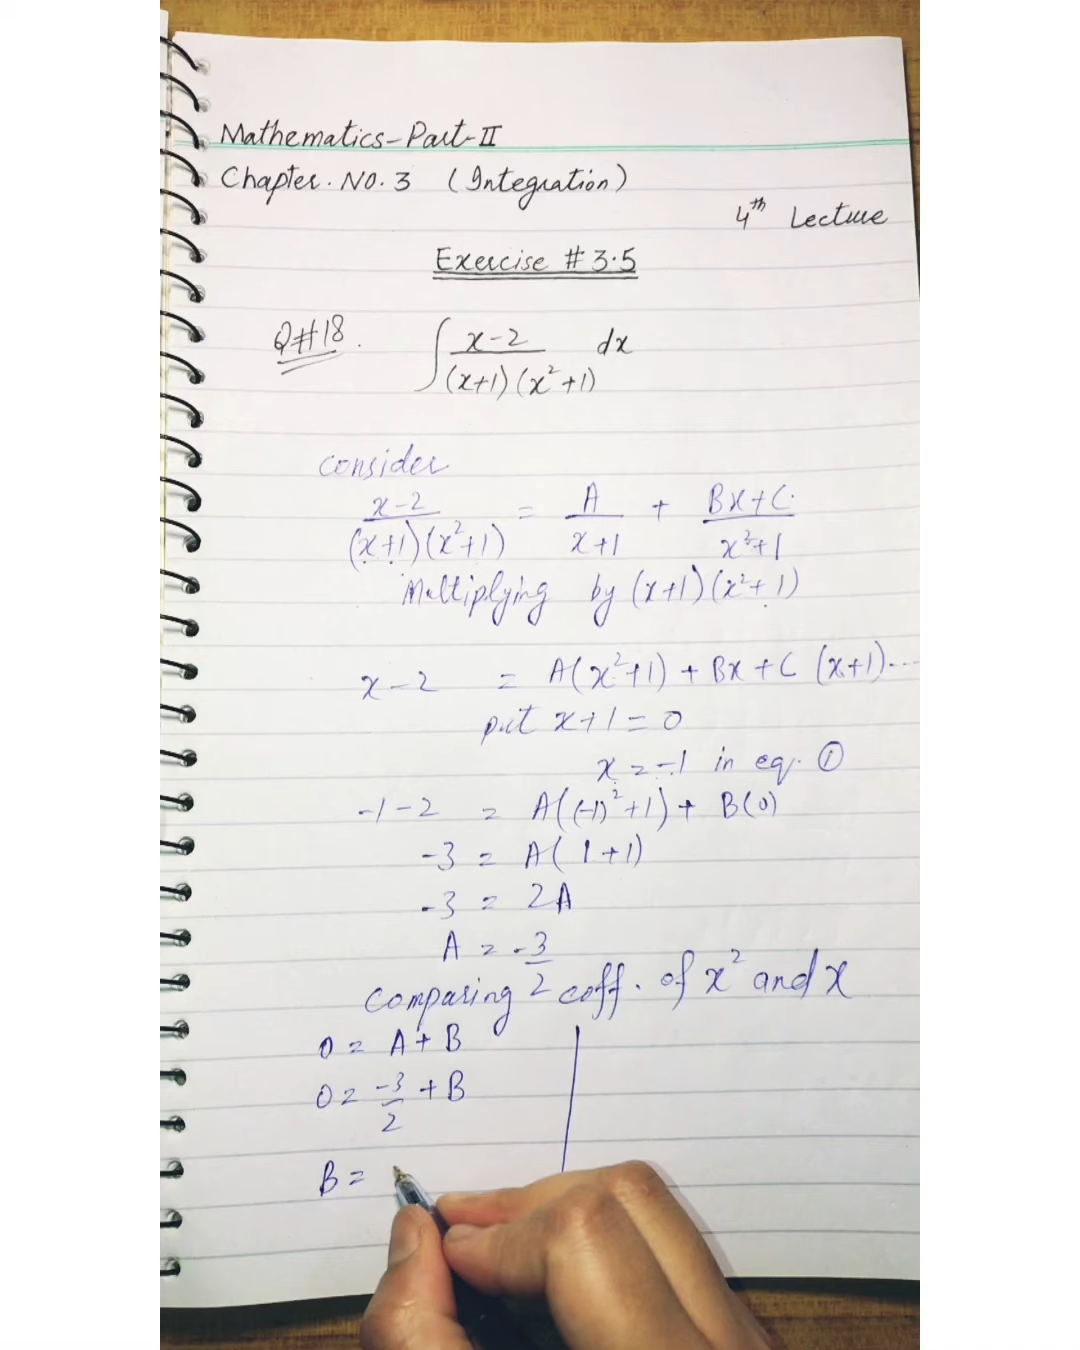 Mathematics-Part-II
Chapter.No.3 (Integration)
4th Lecture
Exercise #3.5
Q#18. ∫ x-2 / (x+1)(x²+1) dx
consider
x-2 / (x+1)(x²+1) = A / x+1 + Bx+C / x²+1
Multiplying by (x+1)(x²+1)
x-2 = A(x²+1) + Bx+C (x+1)...
put x+1=0
x=-1 in eq. ①
-1-2 = A((-1)²+1)+ B(0)
-3 = A(1+1)
-3 = 2A
A = -3/2
comparing coff. of x² and x
0 = A+B
0 = -3/2 + B
B =